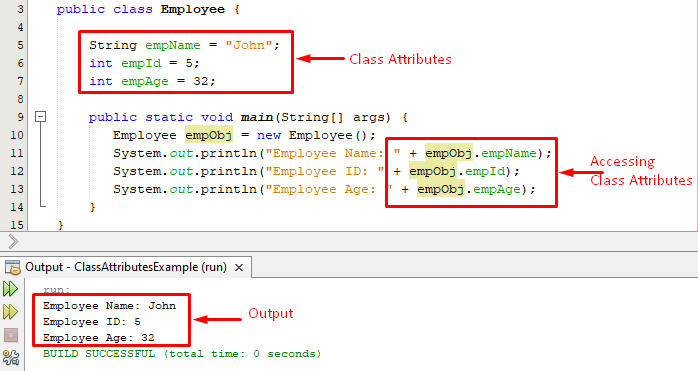 3 public class Employee {
4
5 String empName = "John";
6 int empId = 5;
7 int empAge = 32;
Class Attributes
8
9 public static void main(String[] args) {
10 Employee empObj = new Employee();
11 System.out.println("Employee Name: " + empObj.empName);
12 System.out.println("Employee ID: " + empObj.empId);
13 System.out.println("Employee Age: " + empObj.empAge);
Accessing
Class Attributes
14 }
15 }
Output - ClassAttributesExample (run) ×
run:
Employee Name: John
Employee ID: 5
Employee Age: 32
Output
BUILD SUCCESSFUL (total time: 0 seconds)